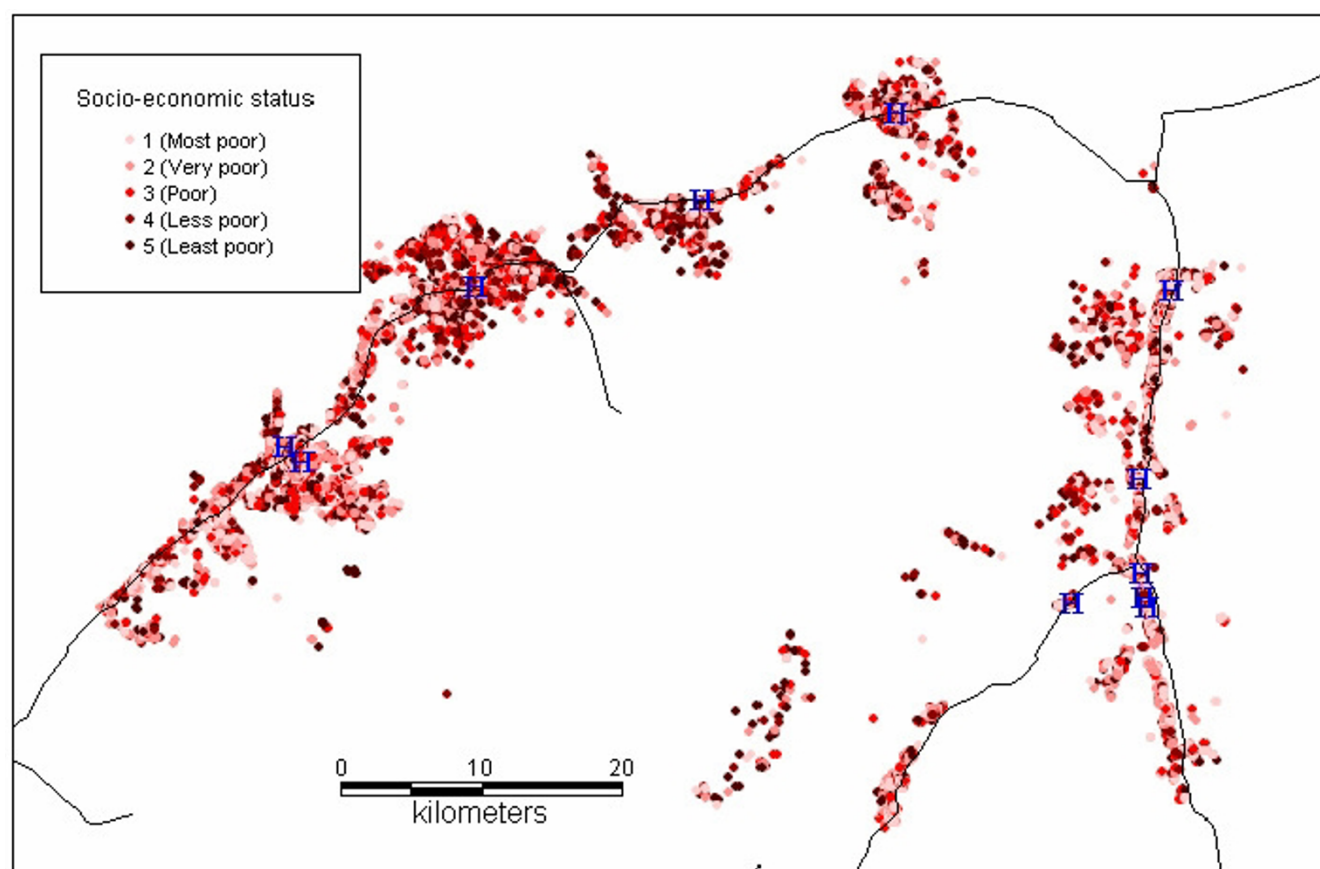 Socio-economic status
1 (Most poor)
2 (Very poor)
3 (Poor)
4 (Less poor)
5 (Least poor)
H
H
H
H
H
H
H
H
H
H
H
H
0 10 20
kilometers